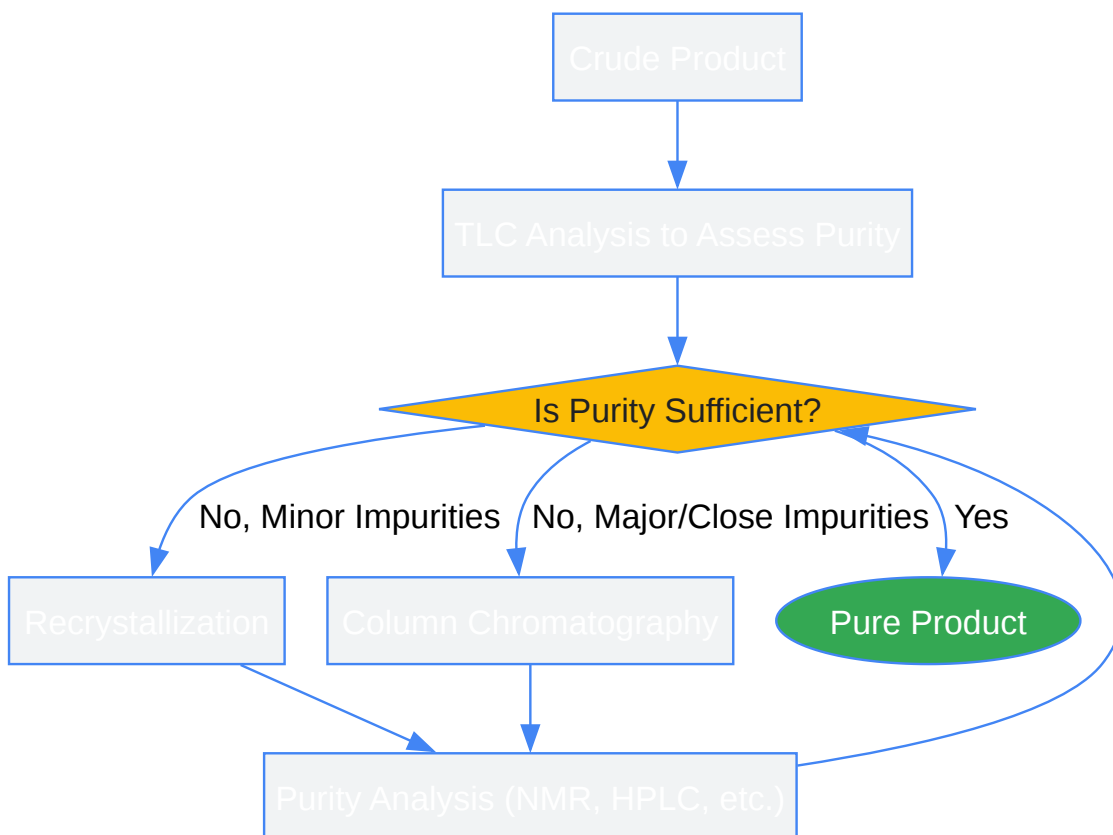 Crude Product
TLC Analysis to Assess Purity
Is Purity Sufficient?
No, Minor Impurities
No, Major/Close Impurities
Yes
Recrystallization
Column Chromatography
Pure Product
Purity Analysis (NMR, HPLC, etc.)